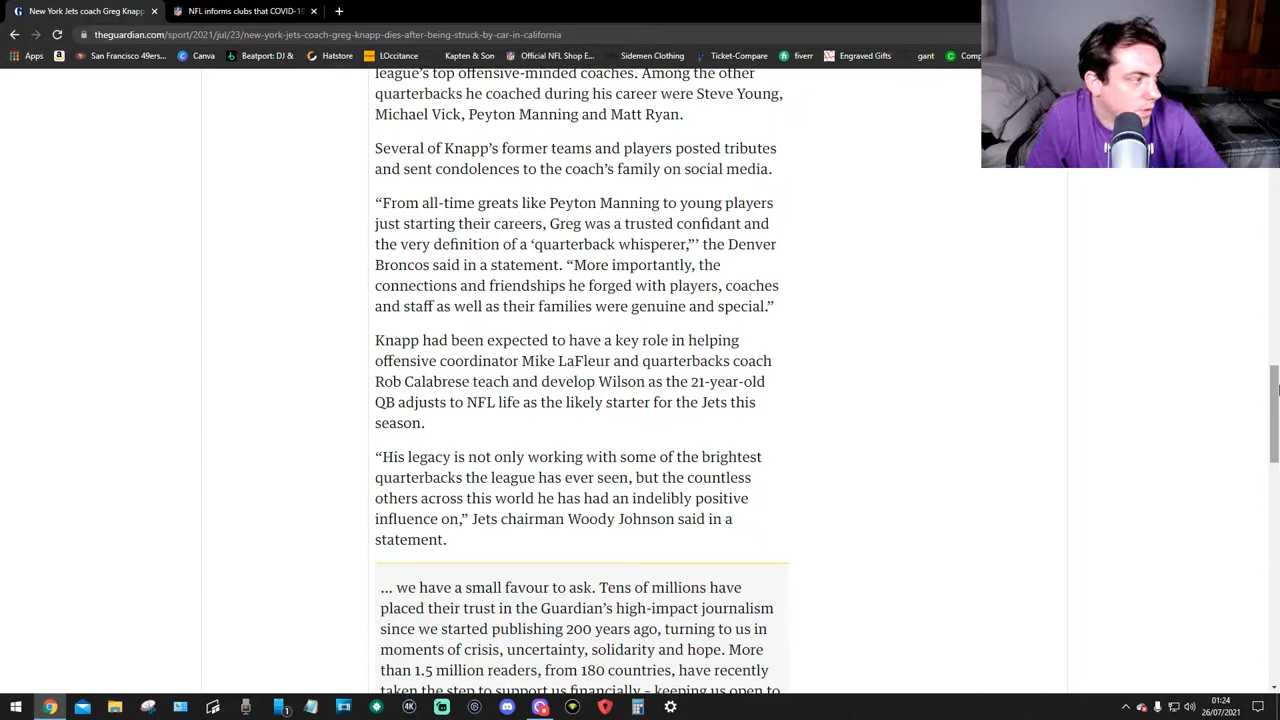 New York Jets coach Greg Knapp
NFL informs clubs that COVID-19
theguardian.com/sport/2021/jul/23/new-york-jets-coach-greg-knapp-dies-after-being-struck-by-car-in-california
Apps San Francisco 49ers... Canva Beatport: DJ & Hatstore LOccitance Kapten & Son Official NFL Shop E... Sidemen Clothing Ticket-Compare fiverr Engraved Gifts gant Comp
league's top offensive-minded coaches. Among the other
quarterbacks he coached during his career were Steve Young,
Michael Vick, Peyton Manning and Matt Ryan.
Several of Knapp's former teams and players posted tributes
and sent condolences to the coach's family on social media.
“From all-time greats like Peyton Manning to young players
just starting their careers, Greg was a trusted confidant and
the very definition of a ‘quarterback whisperer,”’ the Denver
Broncos said in a statement. “More importantly, the
connections and friendships he forged with players, coaches
and staff as well as their families were genuine and special.”
Knapp had been expected to have a key role in helping
offensive coordinator Mike LaFleur and quarterbacks coach
Rob Calabrese teach and develop Wilson as the 21-year-old
QB adjusts to NFL life as the likely starter for the Jets this
season.
“His legacy is not only working with some of the brightest
quarterbacks the league has ever seen, but the countless
others across this world he has had an indelibly positive
influence on,” Jets chairman Woody Johnson said in a
statement.
... we have a small favour to ask. Tens of millions have
placed their trust in the Guardian's high-impact journalism
since we started publishing 200 years ago, turning to us in
moments of crisis, uncertainty, solidarity and hope. More
than 1.5 million readers, from 180 countries, have recently
taken the step to support us financially – keeping us open to
01:24
26/07/2021